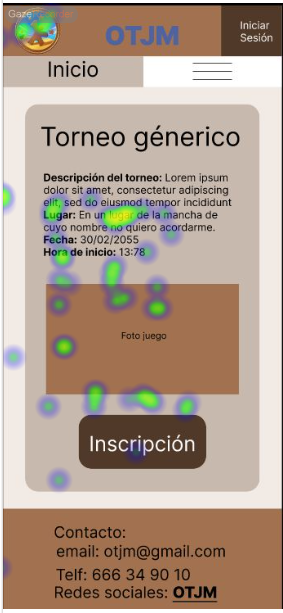 Gaze
OTJM
Iniciar
Sesión
Inicio
Torneo génerico
Descripción del torneo: Lorem ipsum
dolor sit amet, consectetur adipiscing
elit, sed do eiusmod tempor incididunt
Lugar: En un lugar de la mancha de
cuyo nombre no quiero acordarme.
Fecha: 30/02/2055
Hora de inicio: 13:78
Foto juego
Inscripción
Contacto:
email: otjm@gmail.com
Telf: 666 34 90 10
Redes sociales: OTJM